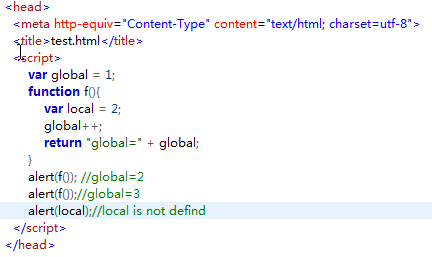 <head>
<meta http-equiv="Content-Type" content="text/html; charset=utf-8">
<title>test.html</title>
<script>
var global = 1;
function f(){
var local = 2;
global++;
return "global=" + global;
}
alert(f()); //global=2
alert(f());//global=3
alert(local);//local is not defind
</script>
</head>